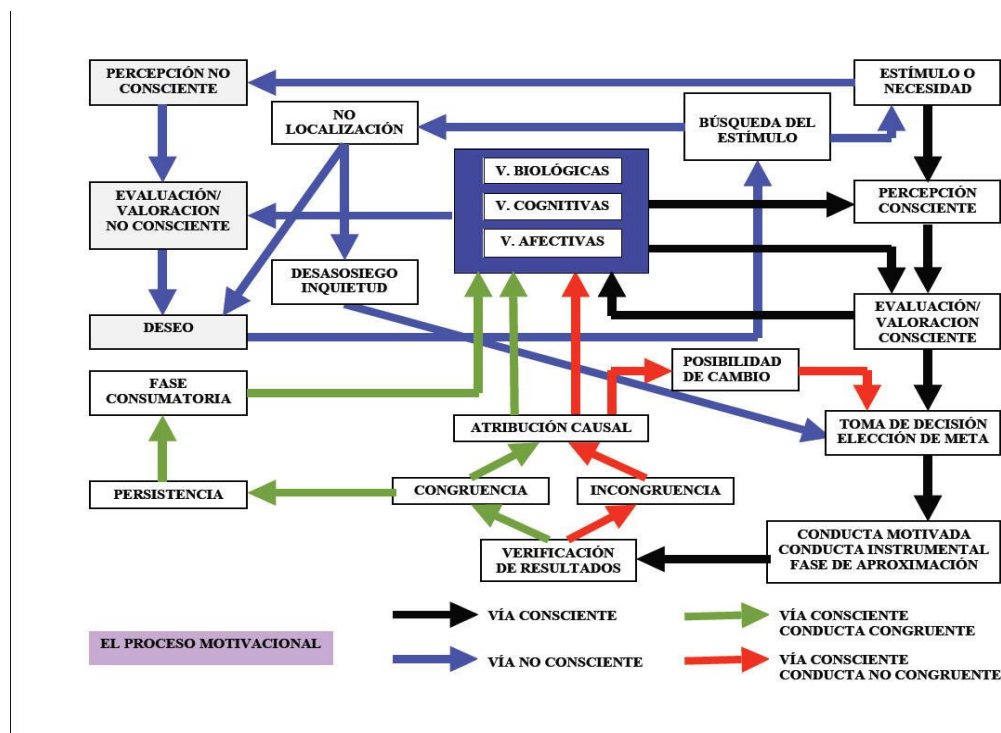 PERCEPCIÓN NO
CONSCIENTE
ESTÍMULO O
NECESIDAD
NO
LOCALIZACIÓN
BÚSQUEDA DEL
ESTÍMULO
V. BIOLÓGICAS
V. COGNITIVAS
V. AFECTIVAS
EVALUACIÓN/
VALORACION
NO CONSCIENTE
PERCEPCIÓN
CONSCIENTE
DESASOSIEGO
INQUIETUD
EVALUACIÓN/
VALORACION
CONSCIENTE
DESEO
POSIBILIDAD
DE CAMBIO
FASE
CONSUMATORIA
ATRIBUCIÓN CAUSAL
TOMA DE DECISIÓN
ELECCIÓN DE META
PERSISTENCIA
CONGRUENCIA
INCONGRUENCIA
VERIFICACIÓN
DE RESULTADOS
CONDUCTA MOTIVADA
CONDUCTA INSTRUMENTAL
FASE DE APROXIMACIÓN
EL PROCESO MOTIVACIONAL
VÍA CONSCIENTE
VÍA NO CONSCIENTE
VÍA CONSCIENTE
CONDUCTA CONGRUENTE
VÍA CONSCIENTE
CONDUCTA NO CONGRUENTE